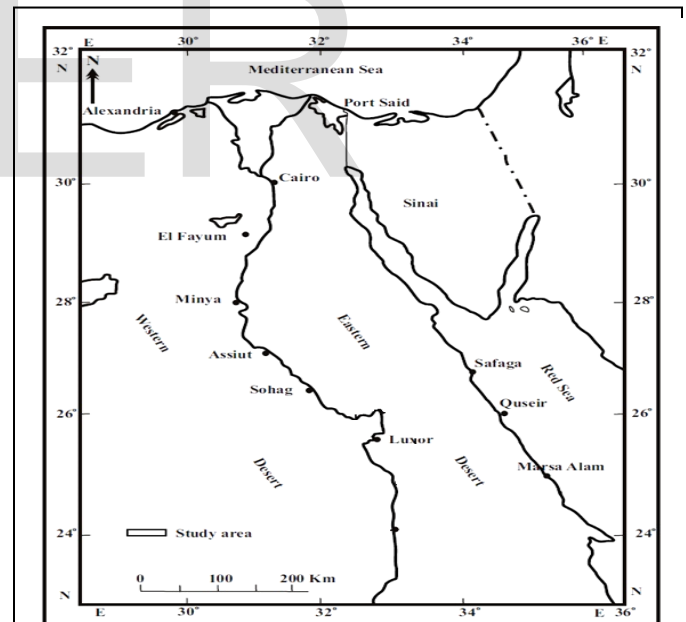 E 30° 32° 34° 36° E
32° N
32° N
N
Mediterranean Sea
Alexandria
Port Said
30°
Cairo
30°
Sinai
El Fayum
28°
Minya
28°
Western
Eastern
Assiut
Safaga
Red Sea
Sohag
Quseir
26°
26°
Luxor
Desert
Desert
Marsa Alam
24°
Study area
24°
0 100 200 Km
N
N
E 30° 32° 34° E 36°
ER